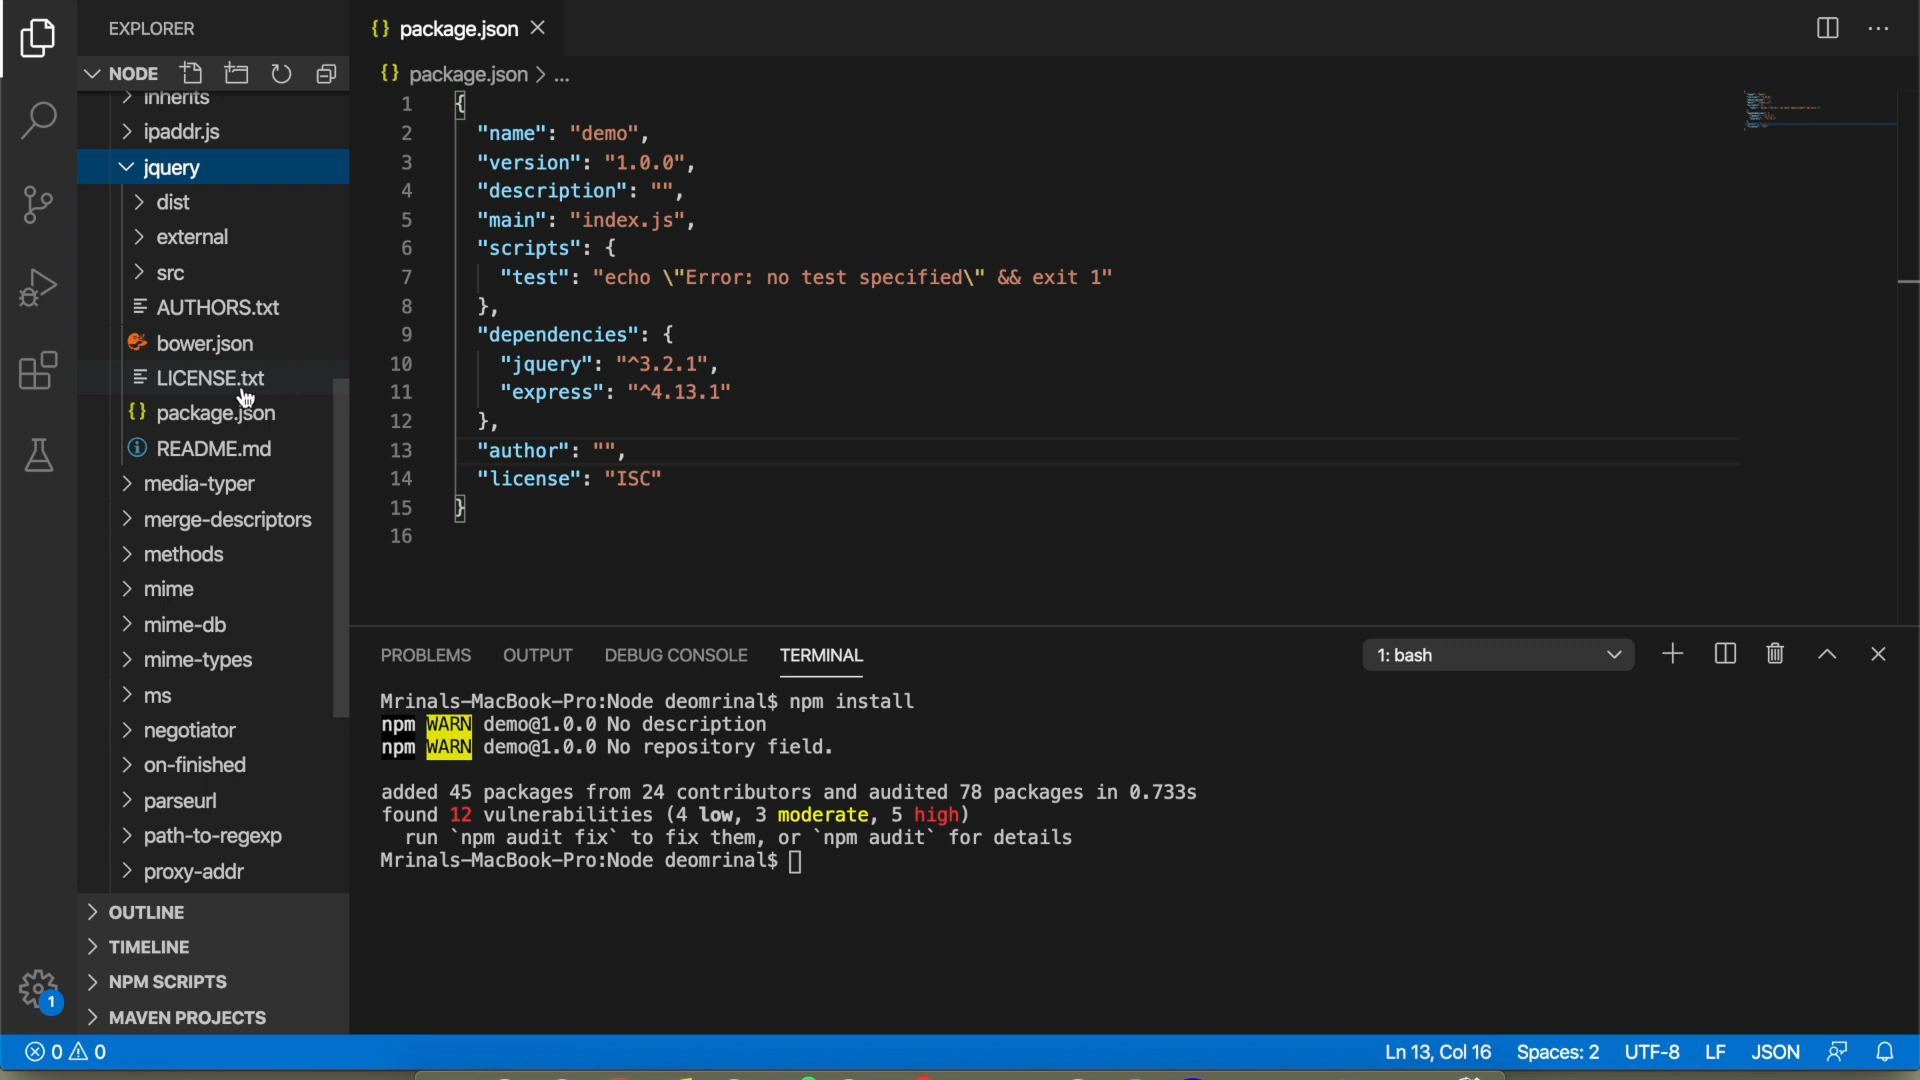 EXPLORER
NODE
inherits
ipaddr.js
jquery
dist
external
src
AUTHORS.txt
bower.json
LICENSE.txt
package.json
README.md
media-typer
merge-descriptors
methods
mime
mime-db
mime-types
ms
negotiator
on-finished
parseurl
path-to-regexp
proxy-addr
OUTLINE
TIMELINE
NPM SCRIPTS
MAVEN PROJECTS
1
{} package.json
{} package.json > ...
1 {
2 "name": "demo",
3 "version": "1.0.0",
4 "description": "",
5 "main": "index.js",
6 "scripts": {
7 "test": "echo \"Error: no test specified\" && exit 1"
8 },
9 "dependencies": {
10 "jquery": "^3.2.1",
11 "express": "^4.13.1"
12 },
13 "author": "",
14 "license": "ISC"
15 }
16
PROBLEMS OUTPUT DEBUG CONSOLE TERMINAL 1: bash
Mrinals-MacBook-Pro:Node deomrinal$ npm install
npm WARN demo@1.0.0 No description
npm WARN demo@1.0.0 No repository field.
added 45 packages from 24 contributors and audited 78 packages in 0.733s
found 12 vulnerabilities (4 low, 3 moderate, 5 high)
run `npm audit fix` to fix them, or `npm audit` for details
Mrinals-MacBook-Pro:Node deomrinal$
0 0 Ln 13, Col 16 Spaces: 2 UTF-8 LF JSON